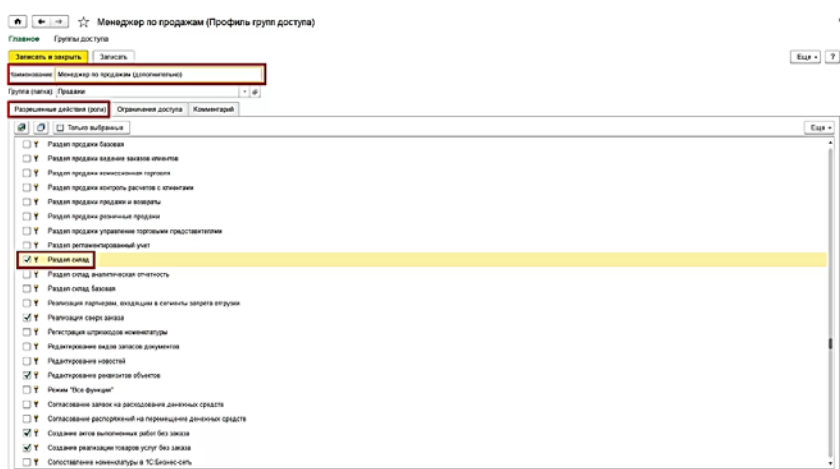 Менеджер по продажам (Профиль групп доступа)
Главное Группы доступа
Записать и закрыть Записать Еще ?
Наименование: Менеджер по продажам (дополнительно)
Группа (папка): Продажи
Разрешенные действия (роли) Ограничения доступа Комментарий
Только выбранные Еще
Раздел продажи базовая
Раздел продажи ведение заказов клиентов
Раздел продажи комиссионная торговля
Раздел продажи контроль расчетов с клиентами
Раздел продажи продажи и возвраты
Раздел продажи розничные продажи
Раздел продажи управление торговыми представителями
Раздел регламентированный учет
Раздел склад
Раздел склад аналитическая отчетность
Раздел склад базовая
Реализация партнерам, входящим в сегменты запрета отгрузки
Реализация сверх заказа
Регистрация штрихкодов номенклатуры
Редактирование видов запасов документов
Редактирование новостей
Редактирование реквизитов объектов
Режим "Все функции"
Согласование заявок на расходование денежных средств
Согласование распоряжений на перемещение денежных средств
Создание актов выполненных работ без заказа
Создание реализации товаров услуг без заказа
Сопоставление номенклатуры в 1С:Бизнес-сеть